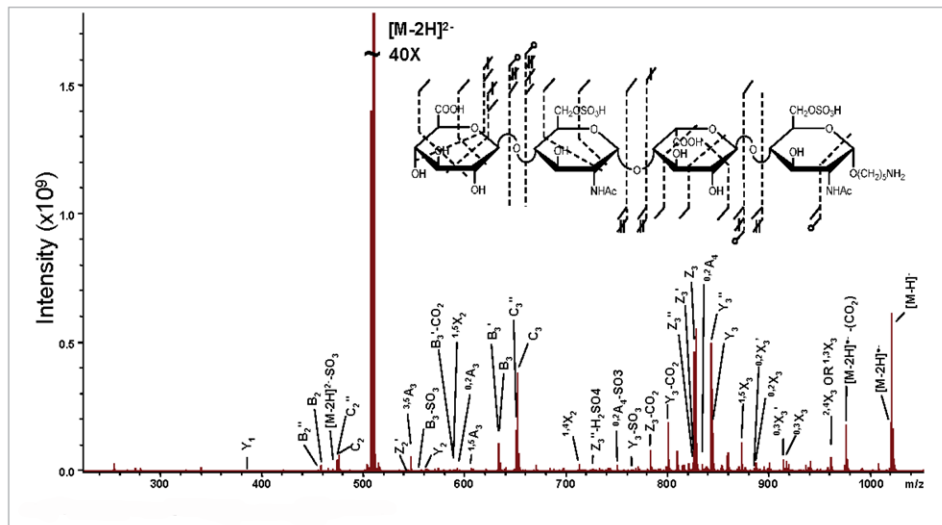 [M-2H]²⁻
~ 40X
1.5
1.0
0.5
0.0
Intensity (x10⁹)
COOH
O
OH
OH
OH
O
CH₂OSO₃H
O
OH
NHAc
O
O
COOH
OH
OH
O
CH₂OSO₃H
O
OH
NHAc
O(CH₂)₅NH₂
Y₁
B₂''
B₂
[M-2H]²⁻-SO₃
C₂
C₂''
Z₂'
³,⁵A₃
B₃-SO₃
Y₂
B₃'-CO₂
¹,⁵X₂
⁰,²A₃
¹,⁵A₃
B₃'
B₃
C₃''
C₃
¹,⁴X₂
Z₃''-H₂SO4
⁰,²A₄-SO3
Y₃-SO₃
Z₃-CO₂
Y₃-CO₂
Z₃''
Z₃'
Z₃
⁰,²A₄
Y₃''
Y₃
¹,⁵X₃
⁰,²X₃'
⁰,²X₃
⁰,³X₃'
⁰,³X₃
²,⁴X₃ OR ¹,³X₃
[M-2H]⁻•-(CO₂)
[M-2H]⁻•
[M-H]⁻
300 400 500 600 700 800 900 1000 m/z